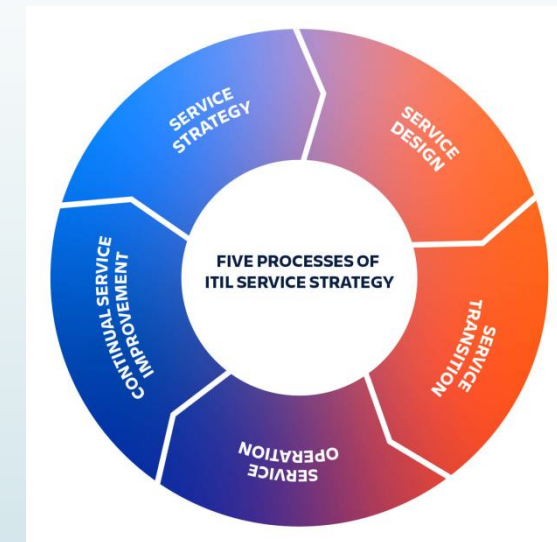 FIVE PROCESSES OF
ITIL SERVICE STRATEGY
SERVICE
STRATEGY
SERVICE
DESIGN
SERVICE
TRANSITION
SERVICE
OPERATION
CONTINUAL SERVICE
IMPROVEMENT